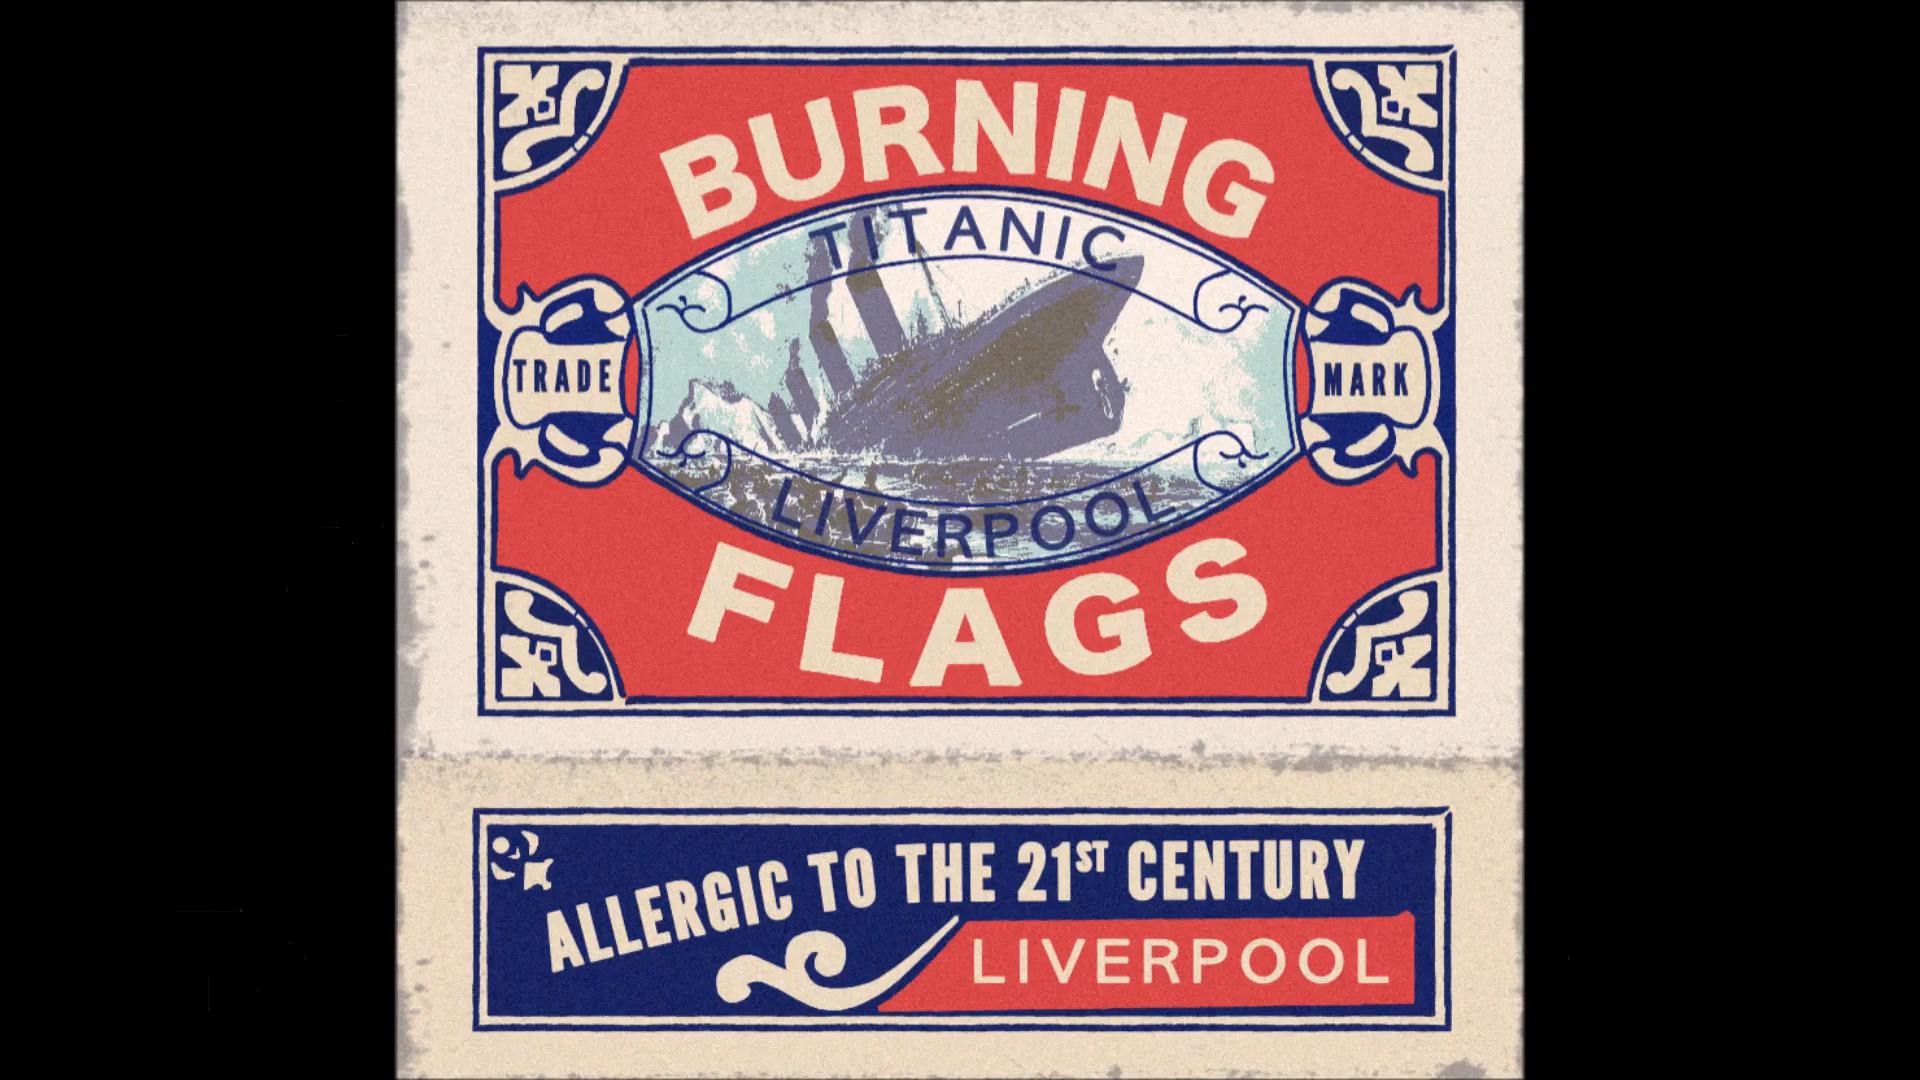 BURNING
TITANIC
TRADE
MARK
LIVERPOOL
FLAGS
ALLERGIC TO THE 21ST CENTURY
LIVERPOOL